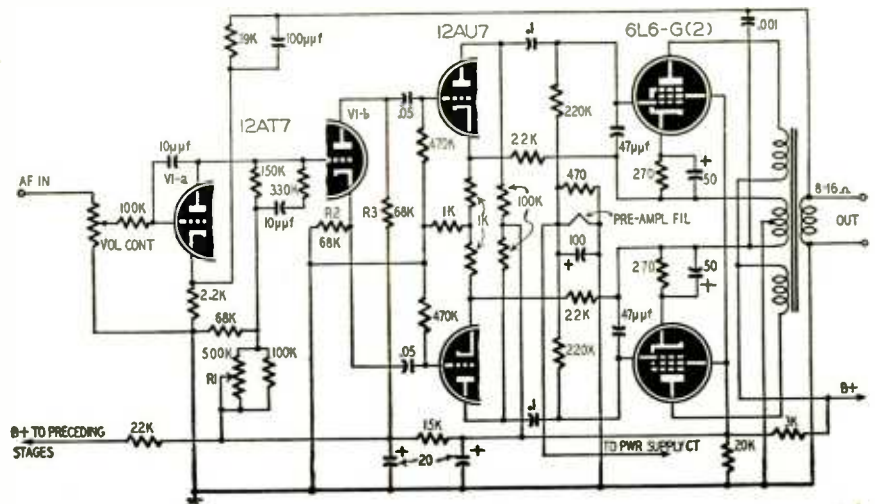 12AU7
6L6-G(2)
.1
.001
19K
100µµf
12AT7
V1-b
.05
220K
10µµf
V1-a
470K
22K
47µµf
AF IN
150K
330K
470
270
+
50
8-16Ω
100K
R2
R3
68K
1K
100K
OUT
VOL CONT
10µµf
68K
1K
PRE-AMPL FIL
100
+
2.2K
270
50
+
68K
470K
22K
47µµf
500K
100K
220K
R1
.05
.1
B+
B+ TO PRECEDING
STAGES
22K
15K
3K
+
20
+
TO PWR SUPPLY CT
20K